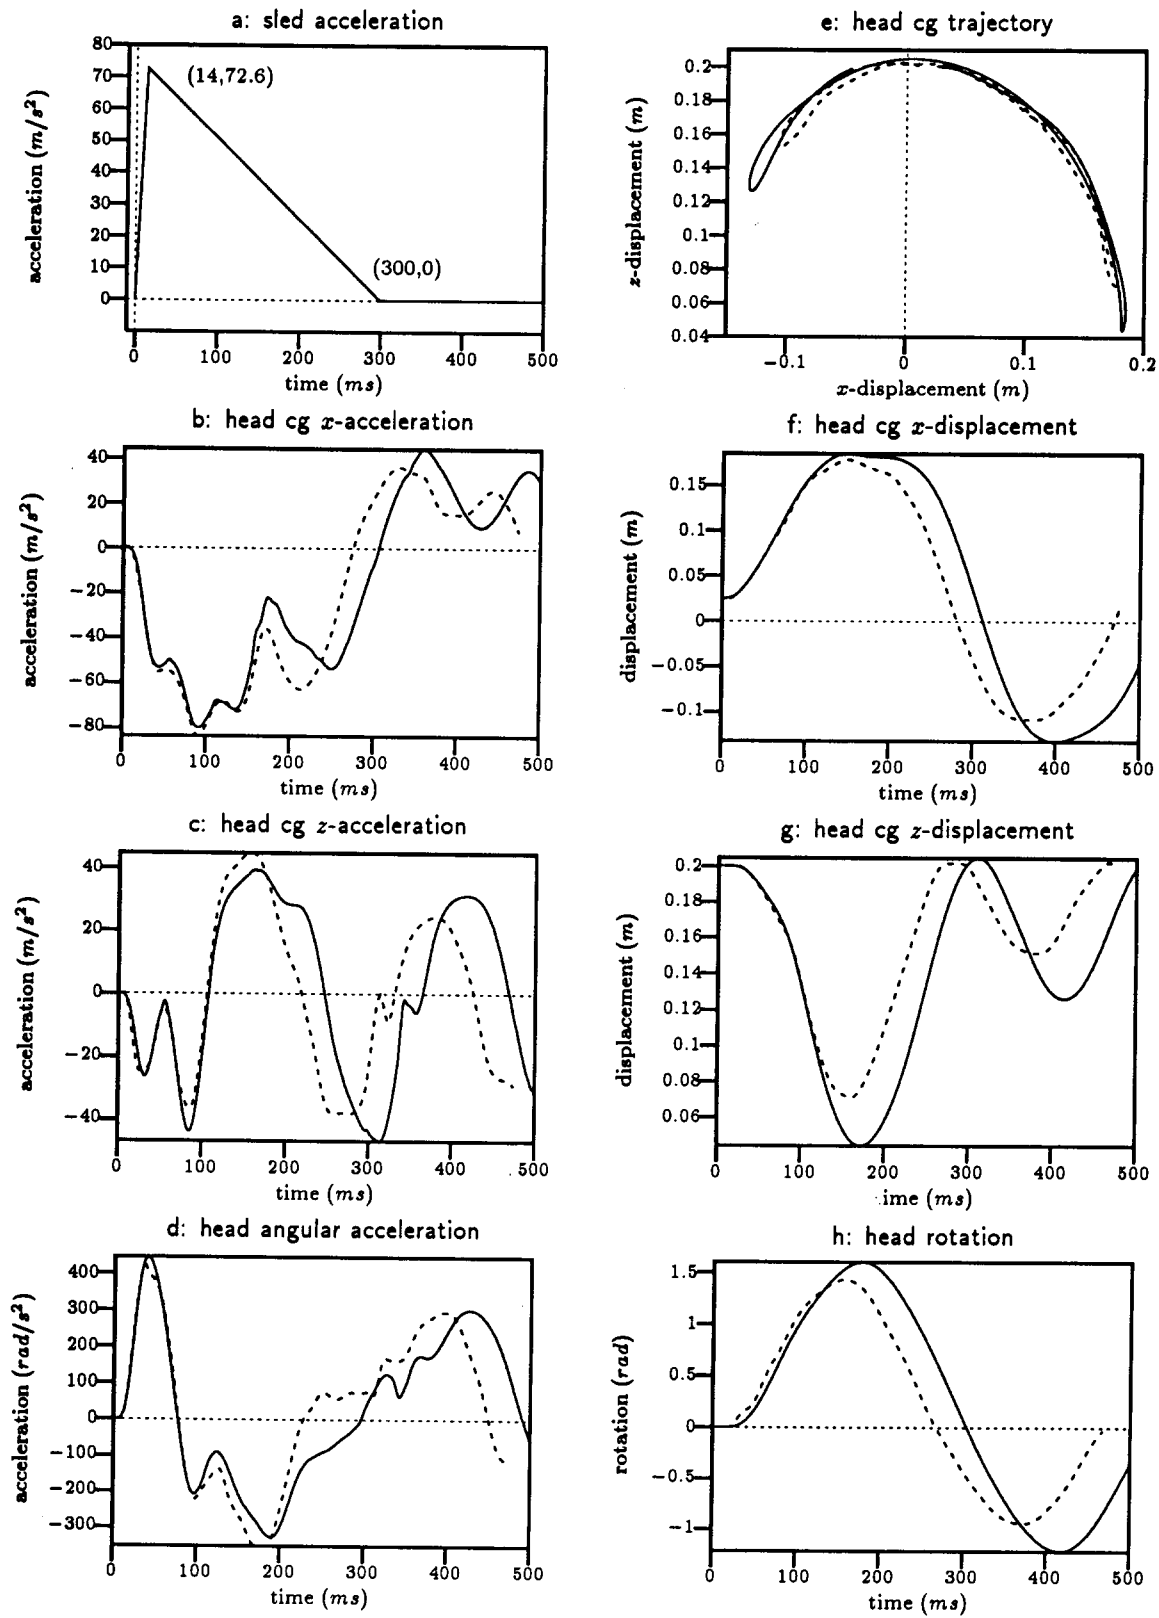 a: sled acceleration
80
70
60
50
40
30
20
10
0
(14,72.6)
(300,0)
acceleration (m/s²)
0 100 200 300 400 500
time (ms)
e: head cg trajectory
0.2
0.18
0.16
0.14
0.12
0.1
0.08
0.06
0.04
z-displacement (m)
−0.1 0 0.1 0.2
x-displacement (m)
b: head cg x-acceleration
40
20
0
−20
−40
−60
−80
acceleration (m/s²)
0 100 200 300 400 500
time (ms)
f: head cg x-displacement
0.15
0.1
0.05
0
−0.05
−0.1
displacement (m)
0 100 200 300 400 500
time (ms)
c: head cg z-acceleration
40
20
0
−20
−40
acceleration (m/s²)
0 100 200 300 400 500
time (ms)
g: head cg z-displacement
0.2
0.18
0.16
0.14
0.12
0.1
0.08
0.06
displacement (m)
0 100 200 300 400 500
ime (ms)
d: head angular acceleration
400
300
200
100
0
−100
−200
−300
acceleration (rad/s²)
0 100 200 300 400 500
time (ms)
h: head rotation
1.5
1
0.5
0
−0.5
−1
rotation (rad)
0 100 200 300 400 500
time (ms)